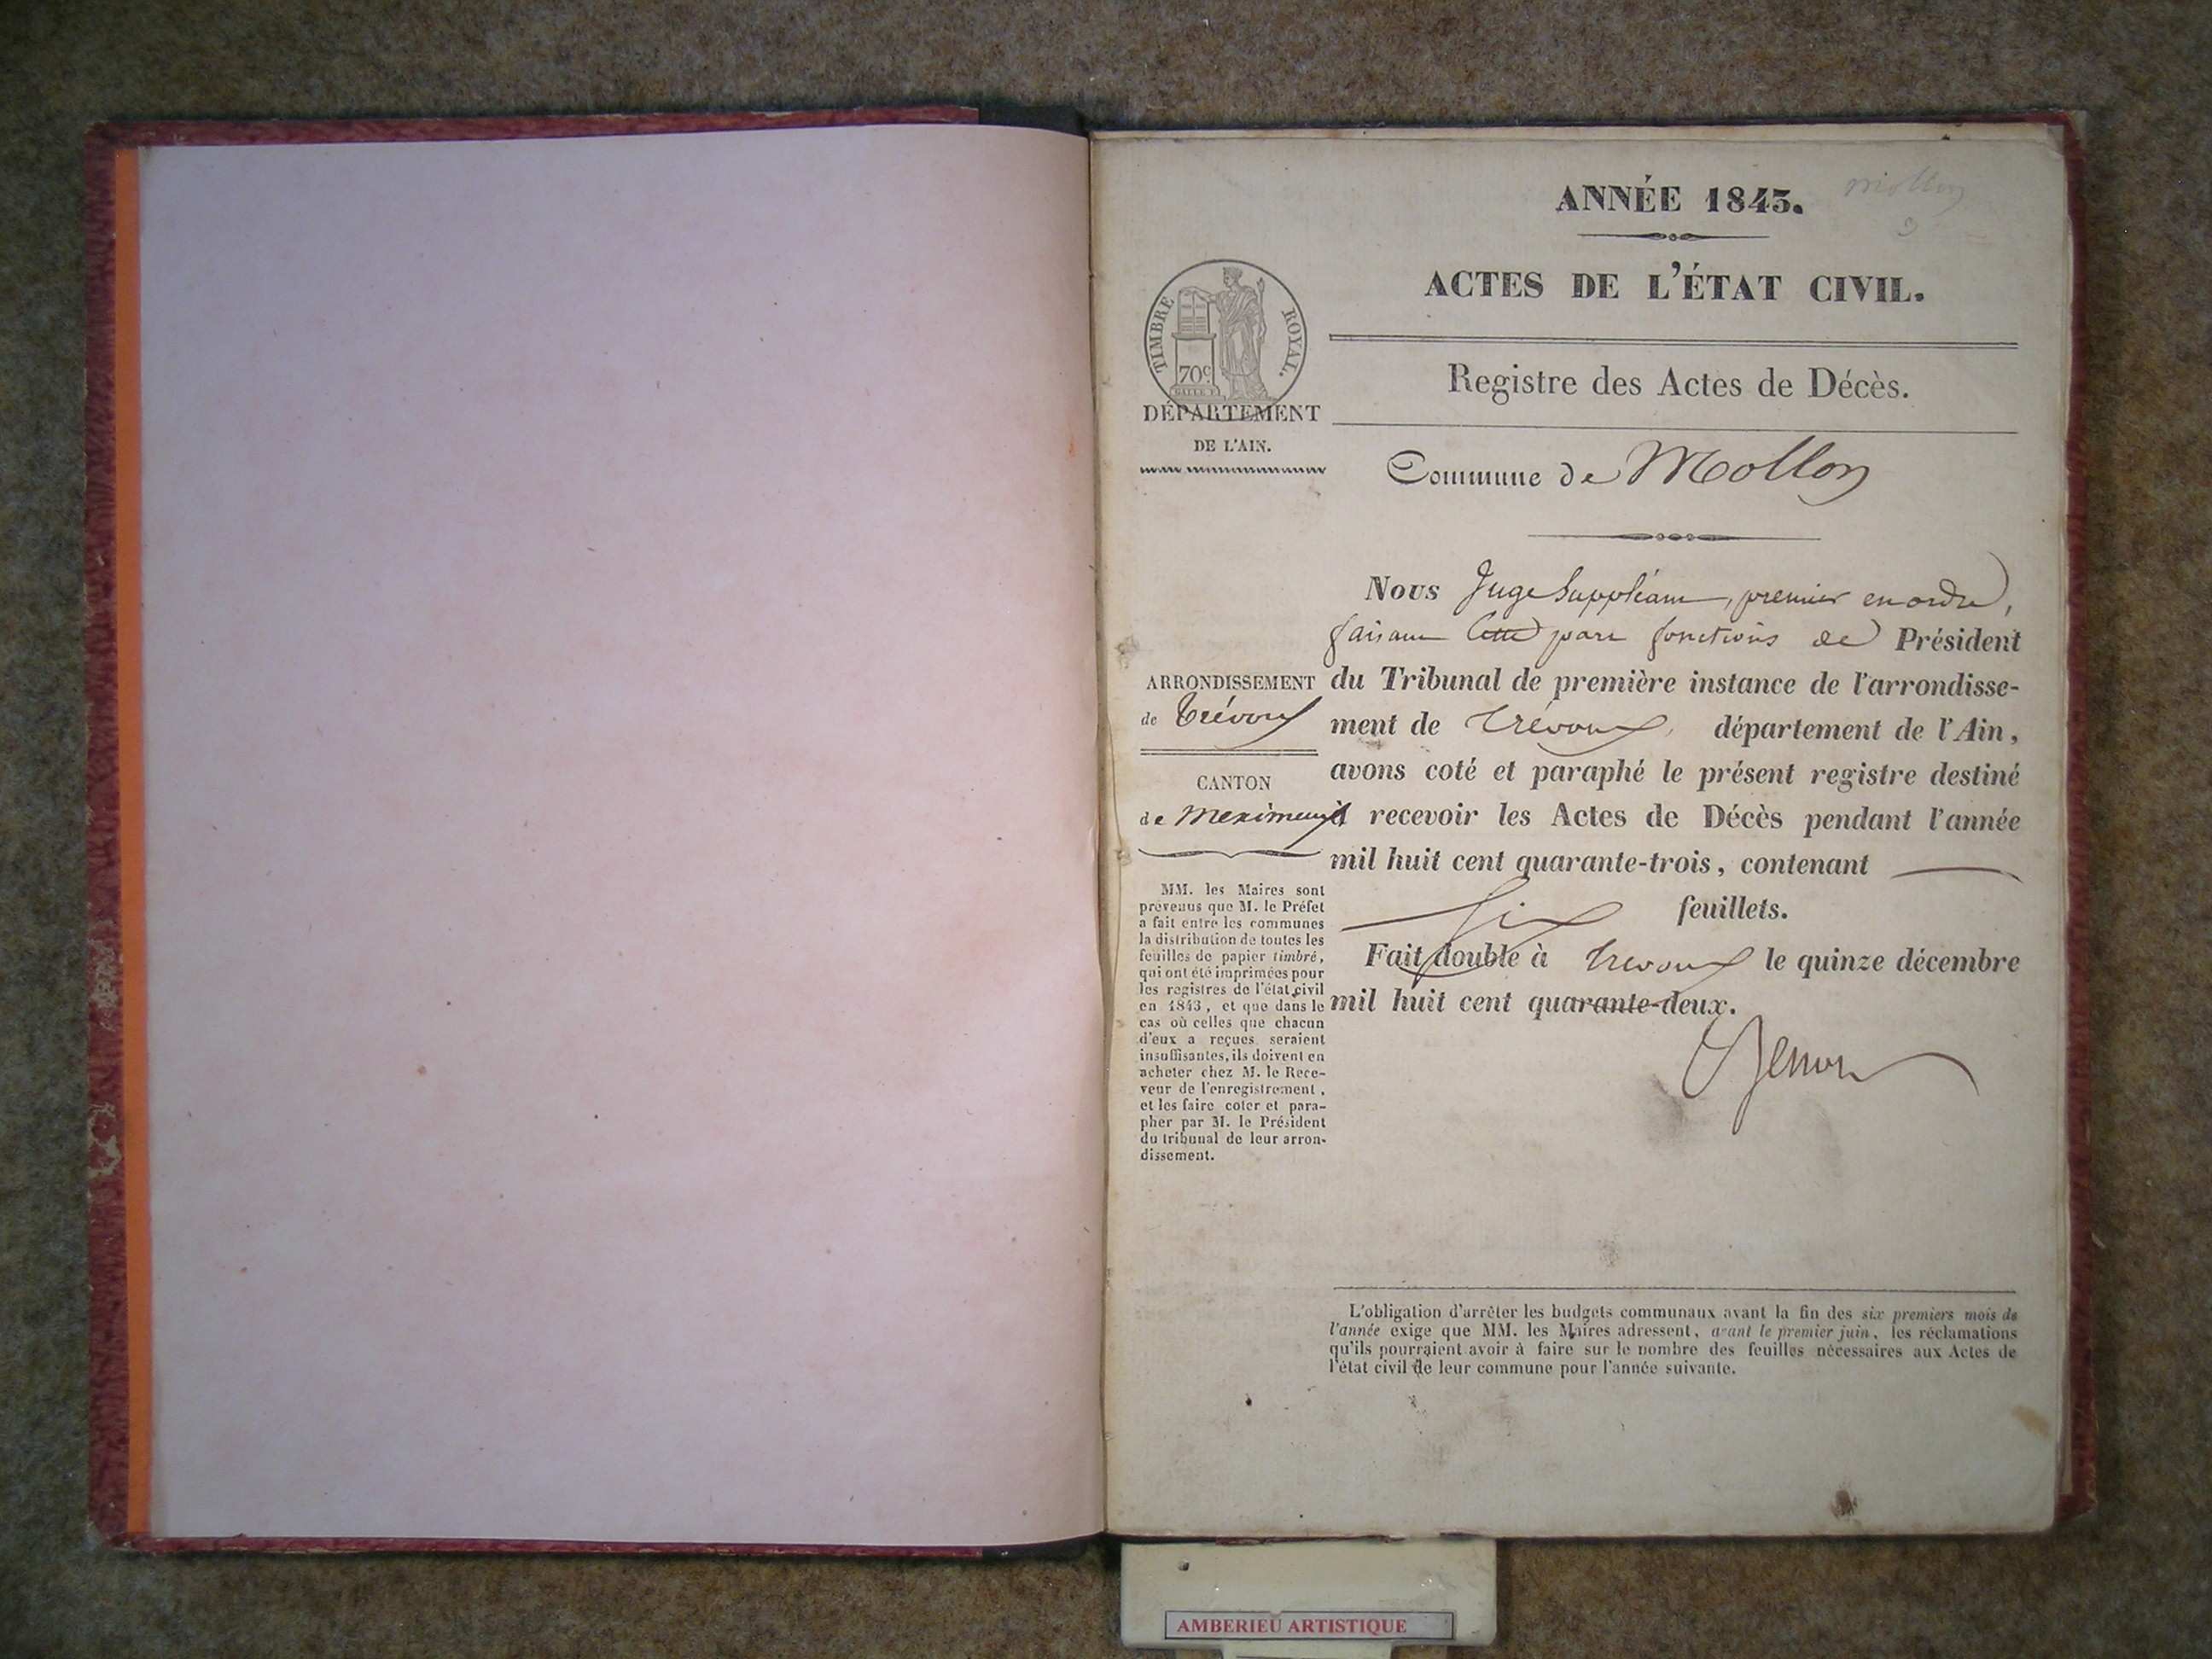 Mollon
ANNÉE 1843.
ACTES DE L'ÉTAT CIVIL.
TIMBRE ROYAL.
70c
DÉPARTEMENT
DE L'AIN.
Registre des Actes de Décès.
Commune de Mollon
Nous Juge Suppléant, premier en ordre,
faisant cette part fonctions de Président
ARRONDISSEMENT
de Trévoux
CANTON
de Meximieux
du Tribunal de première instance de l'arrondisse-
ment de Trévoux, département de l'Ain,
avons coté et paraphé le présent registre destiné
à recevoir les Actes de Décès pendant l'année
mil huit cent quarante-trois, contenant
Six feuillets.
Fait double à Trévoux le quinze décembre
mil huit cent quarante-deux.
MM. les Maires sont
prévenus que M. le Préfet
a fait entre les communes
la distribution de toutes les
feuilles de papier timbré,
qui ont été imprimées pour
les registres de l'état civil
en 1843, et que dans le
cas où celles que chacun
d'eux a reçues seraient
insuffisantes, ils doivent en
acheter chez M. le Rece-
veur de l'enregistrement,
et les faire coter et para-
pher par M. le Président
du tribunal de leur arron-
dissement.
L'obligation d'arrêter les budgets communaux avant la fin des six premiers mois de
l'année exige que MM. les Maires adressent, avant le premier juin, les réclamations
qu'ils pourraient avoir à faire sur le nombre des feuilles nécessaires aux Actes de
l'état civil de leur commune pour l'année suivante.
AMBERIEU ARTISTIQUE